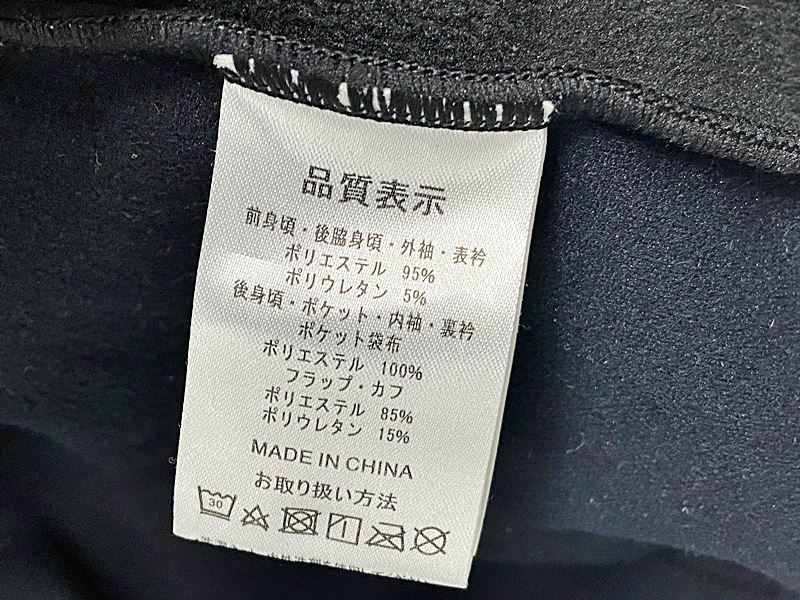 品質表示
前身頃・後脇身頃・外袖・表衿
ポリエステル 95%
ポリウレタン 5%
後身頃・ポケット・内袖・裏衿
ポケット袋布
ポリエステル 100%
フラップ・カフ
ポリエステル 85%
ポリウレタン 15%
MADE IN CHINA
お取り扱い方法
30